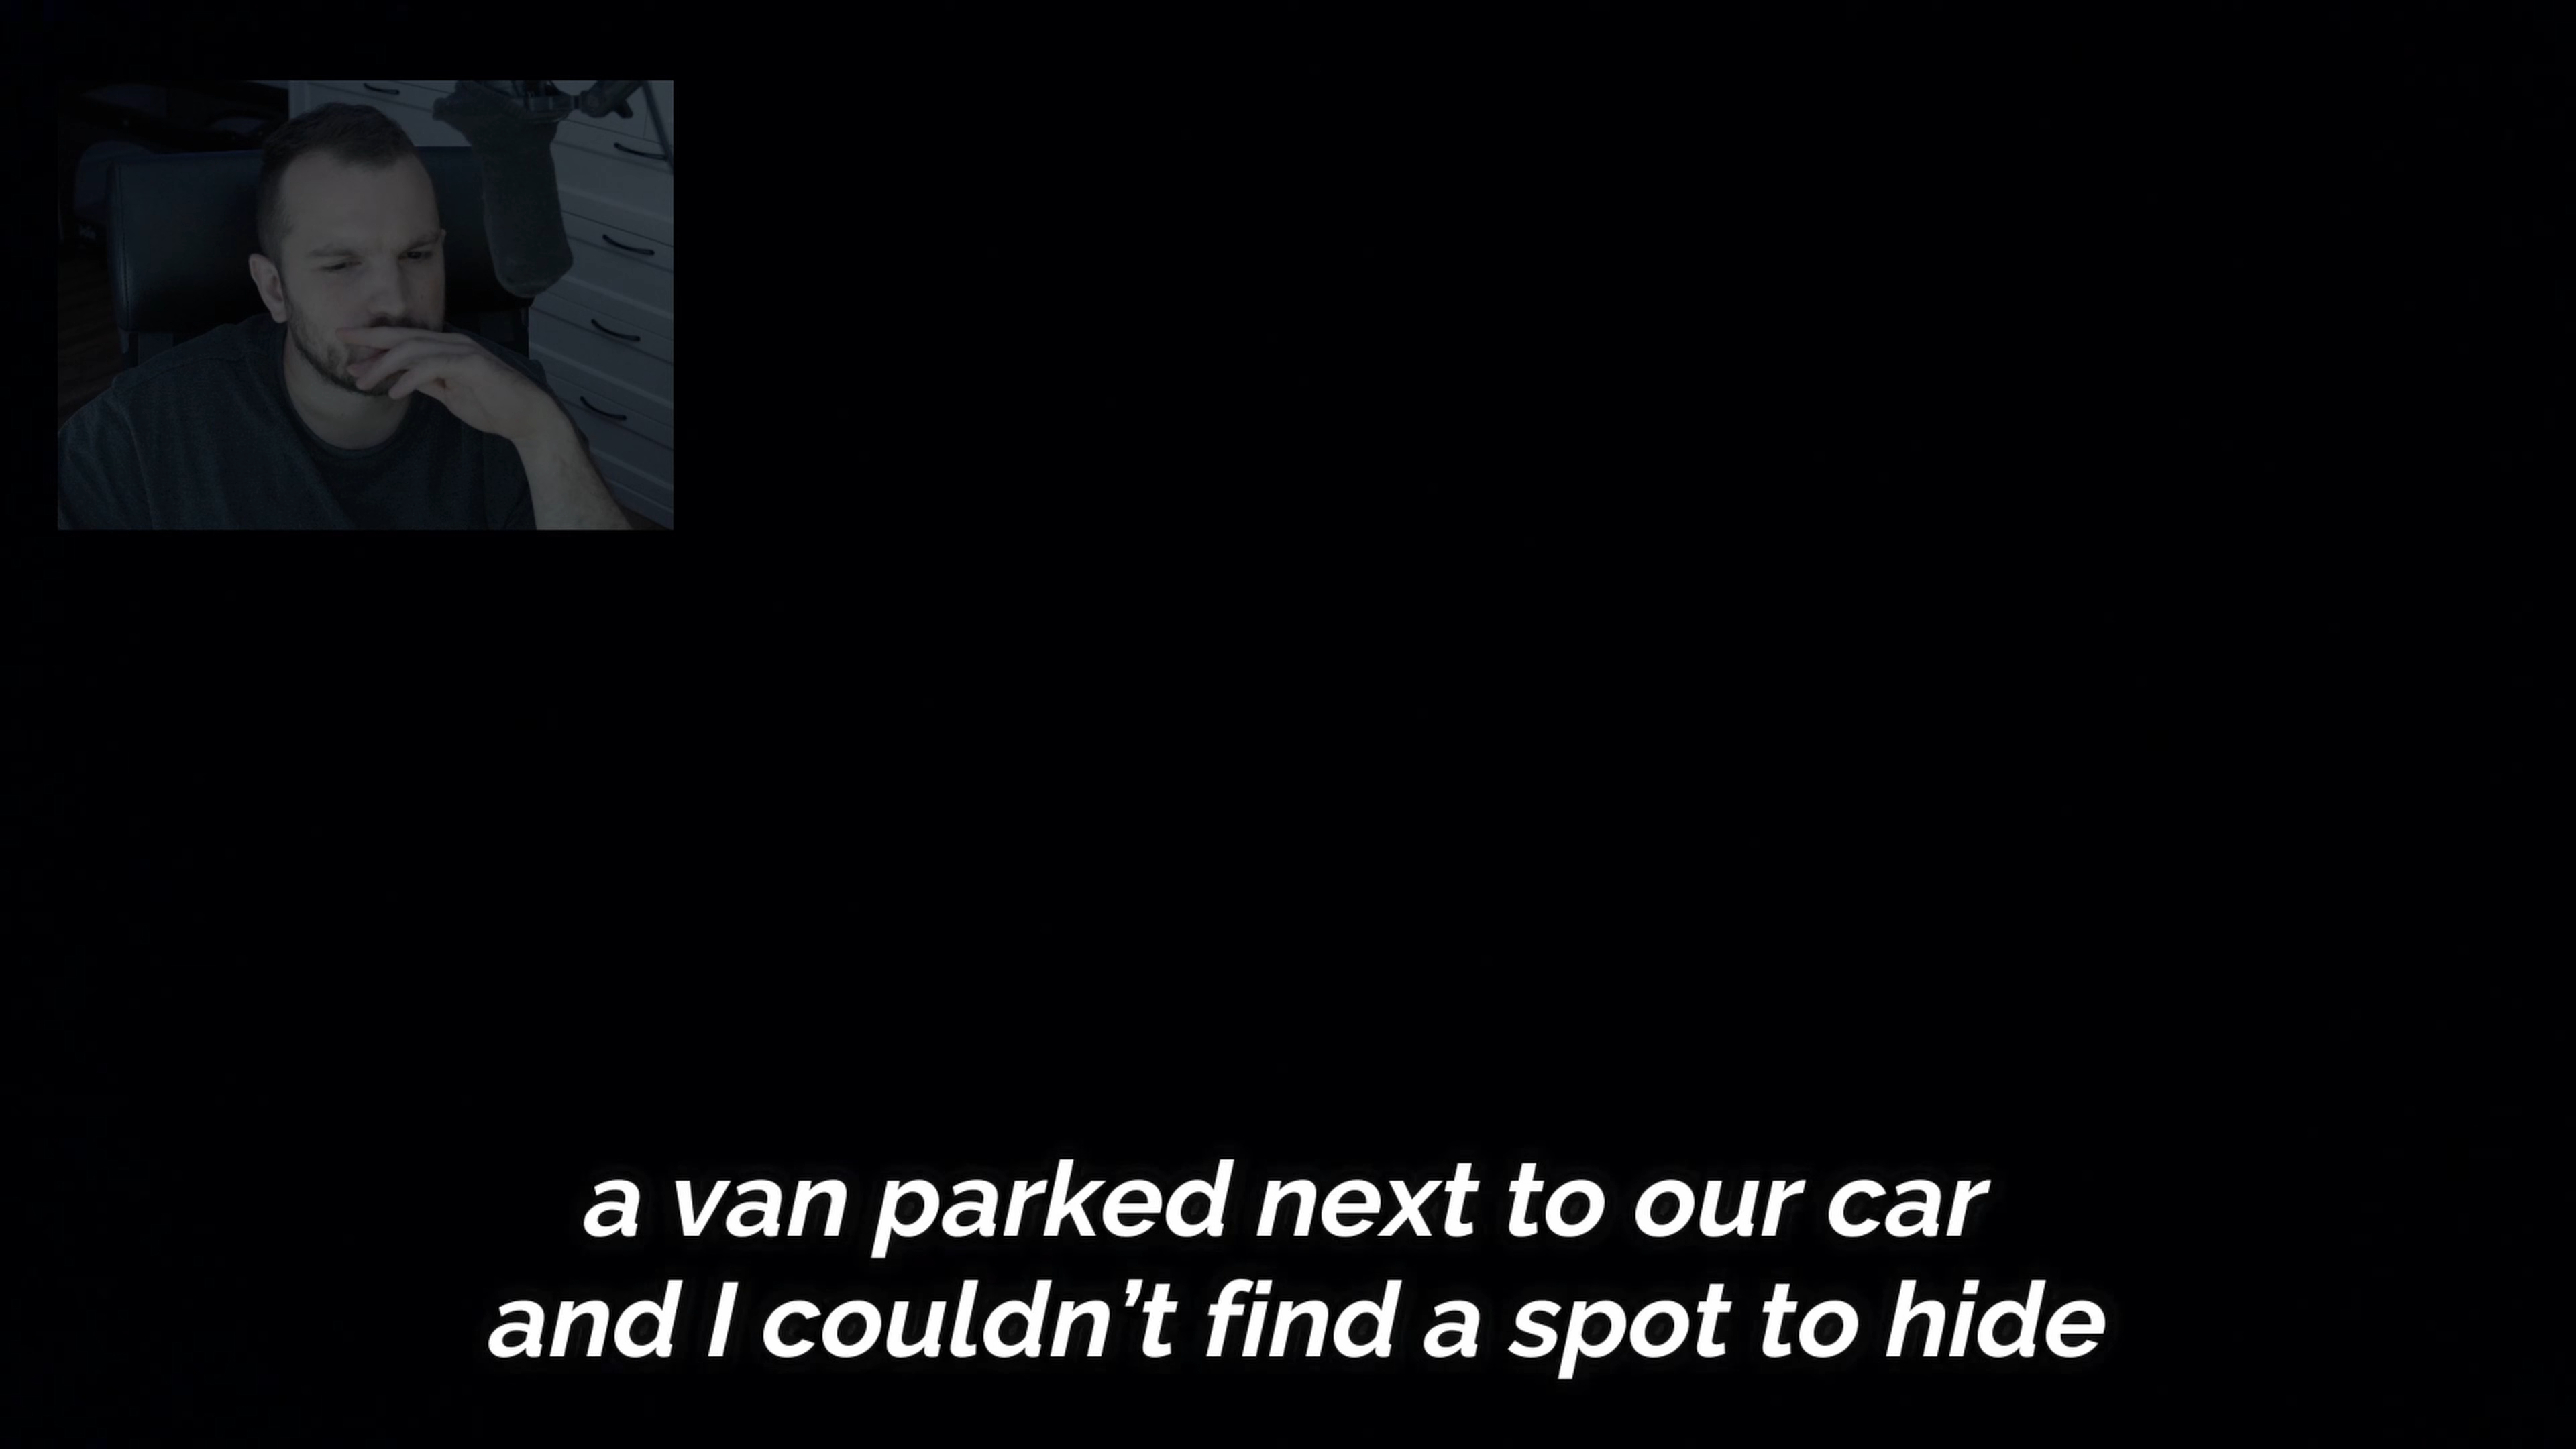 a van parked next to our car
and I couldn’t find a spot to hide